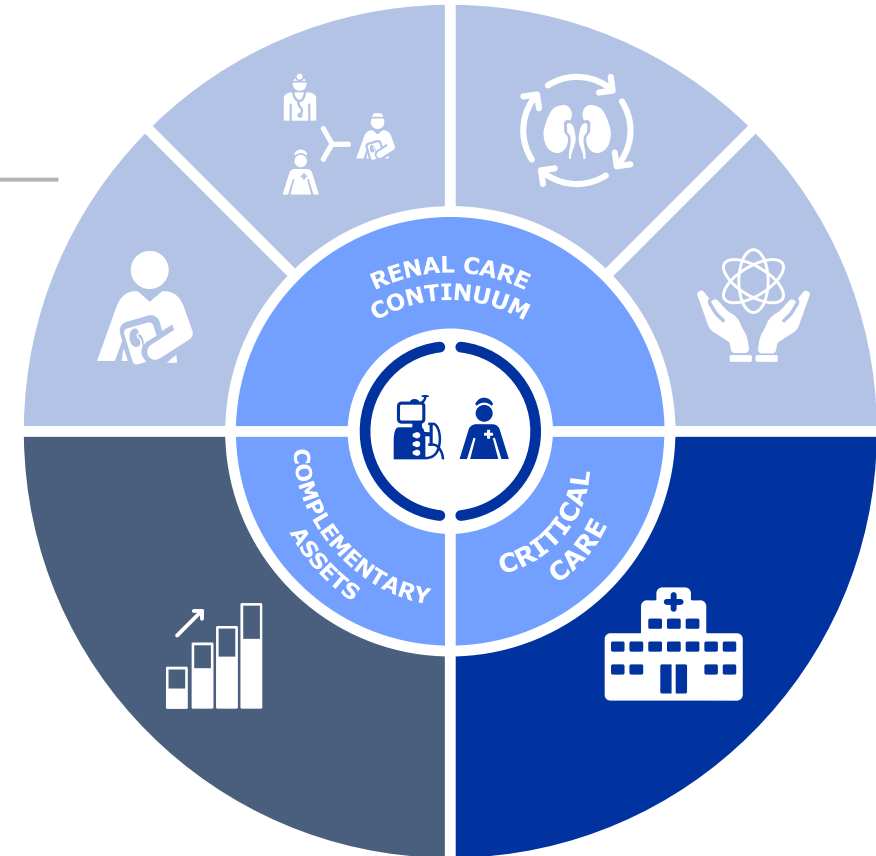 RENAL CARE
CONTINUUM
COMPLEMENTARY
ASSETS
CRITICAL
CARE